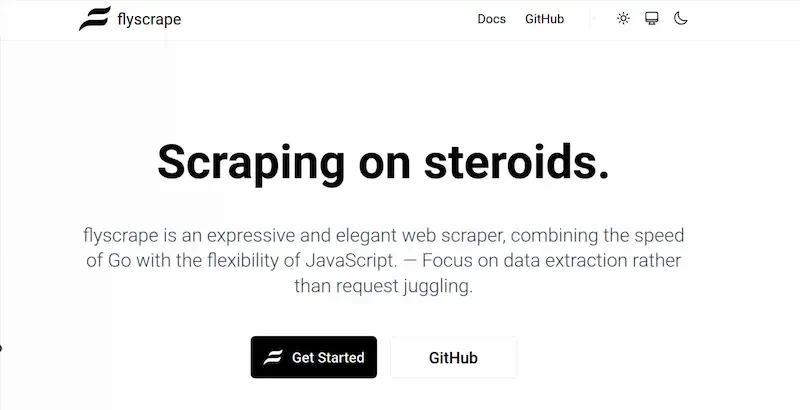 flyscrape
Docs
GitHub
Scraping on steroids.
flyscrape is an expressive and elegant web scraper, combining the speed
of Go with the flexibility of JavaScript. — Focus on data extraction rather
than request juggling.
Get Started
GitHub